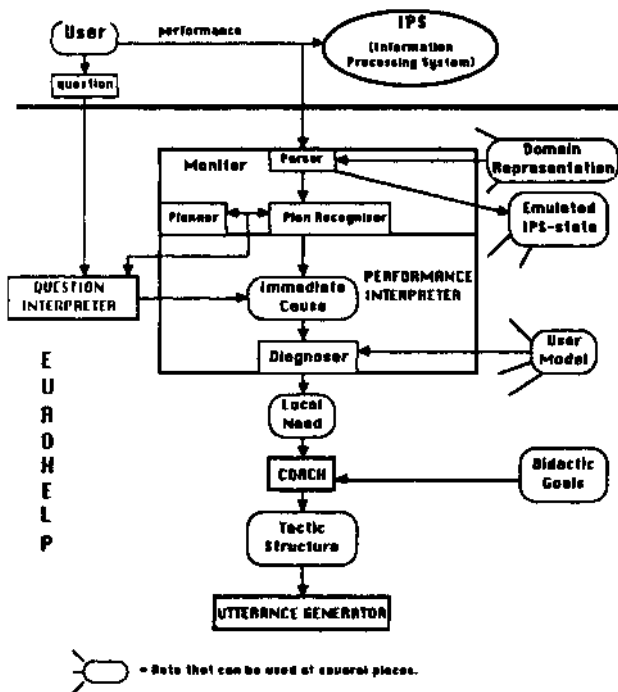 User
performance
IPS
(Information
Processing System)
question
Parser
Monitor
Domain
Representation
Emulated
IPS-state
Planner
Plan Recogniser
QUESTION
INTERPRETER
Immediate
Cause
PERFORMANCE
INTERPRETER
Diagnoser
User
Model
Local
Need
COACH
Didactic
Goals
Tactic
Structure
UTTERANCE GENERATOR
EUROHELP
= Data that can be used at several places.